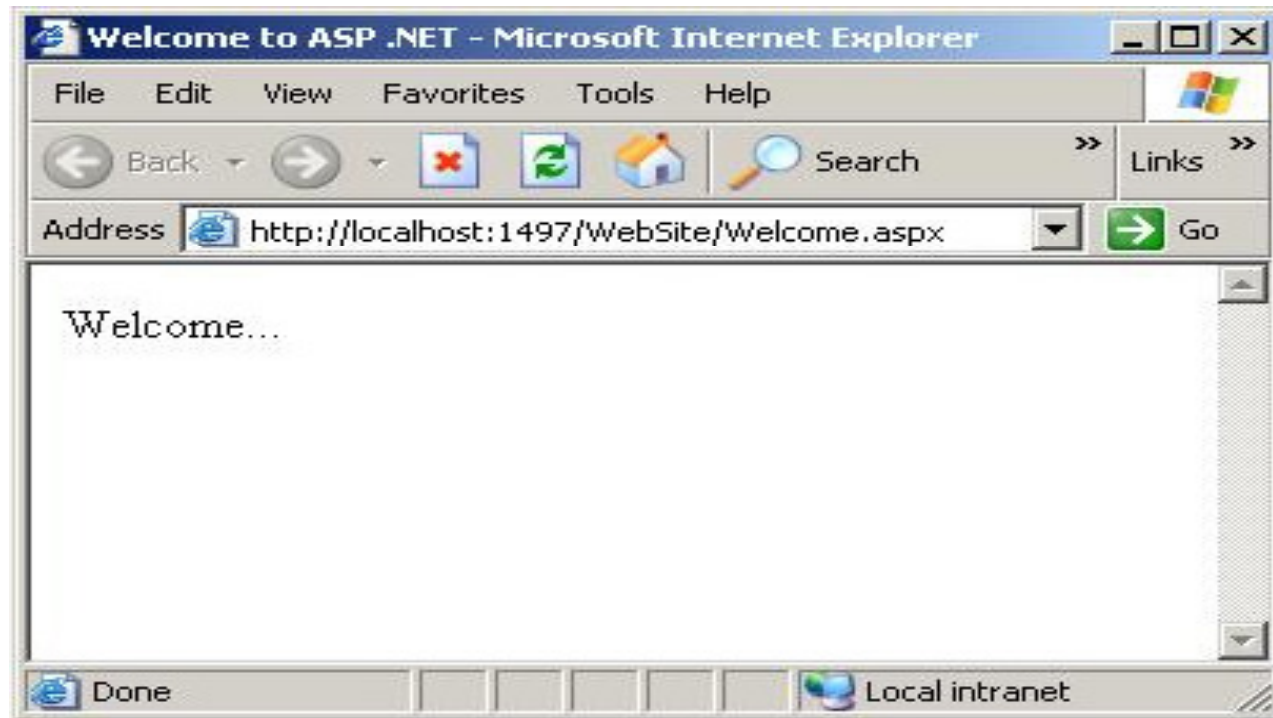 Welcome to ASP .NET - Microsoft Internet Explorer
File Edit View Favorites Tools Help
Back Search » Links »
Address http://localhost:1497/WebSite/Welcome.aspx Go
Welcome...
Done Local intranet